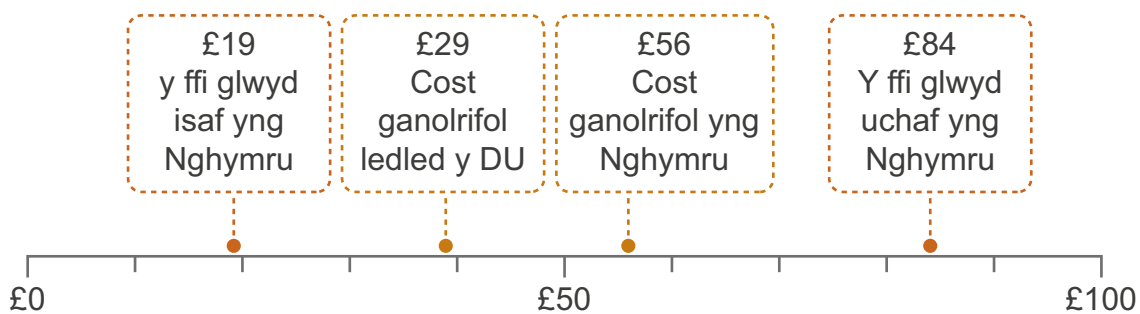 £19
y ffi glwyd
isaf yng
Nghymru
£29
Cost
ganolrifol
ledled y DU
£56
Cost
ganolrifol yng
Nghymru
£84
Y ffi glwyd
uchaf yng
Nghymru
£0
£50
£100